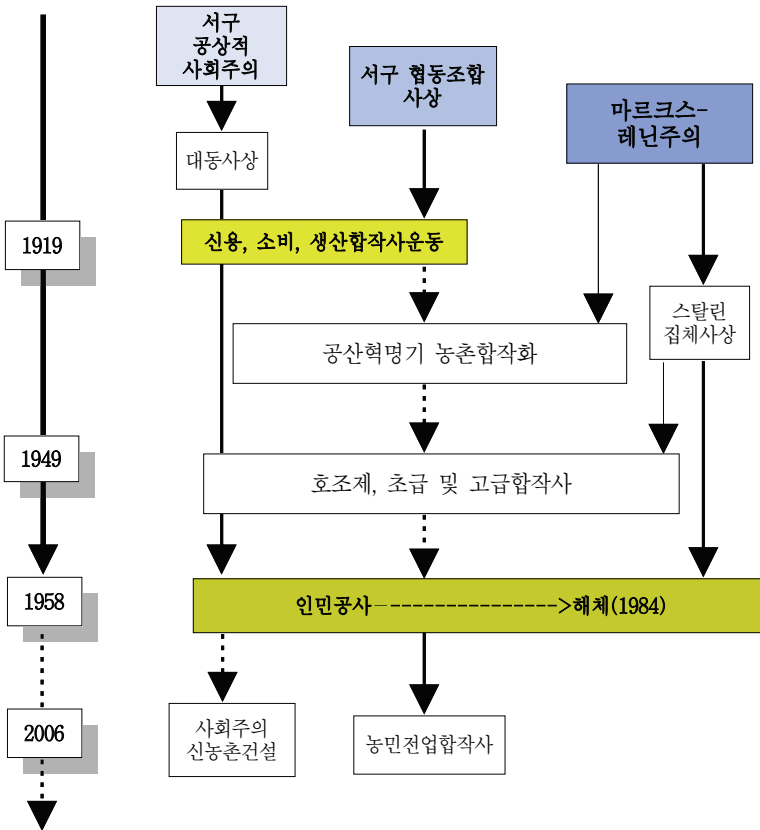 서구
공상적
사회주의
서구 협동조합
사상
마르크스-
레닌주의
대동사상
1919
신용, 소비, 생산합작사운동
스탈린
집체사상
공산혁명기 농촌합작화
1949
호조제, 초급 및 고급합작사
1958
인민공사----------------->해체(1984)
2006
사회주의
신농촌건설
농민전업합작사